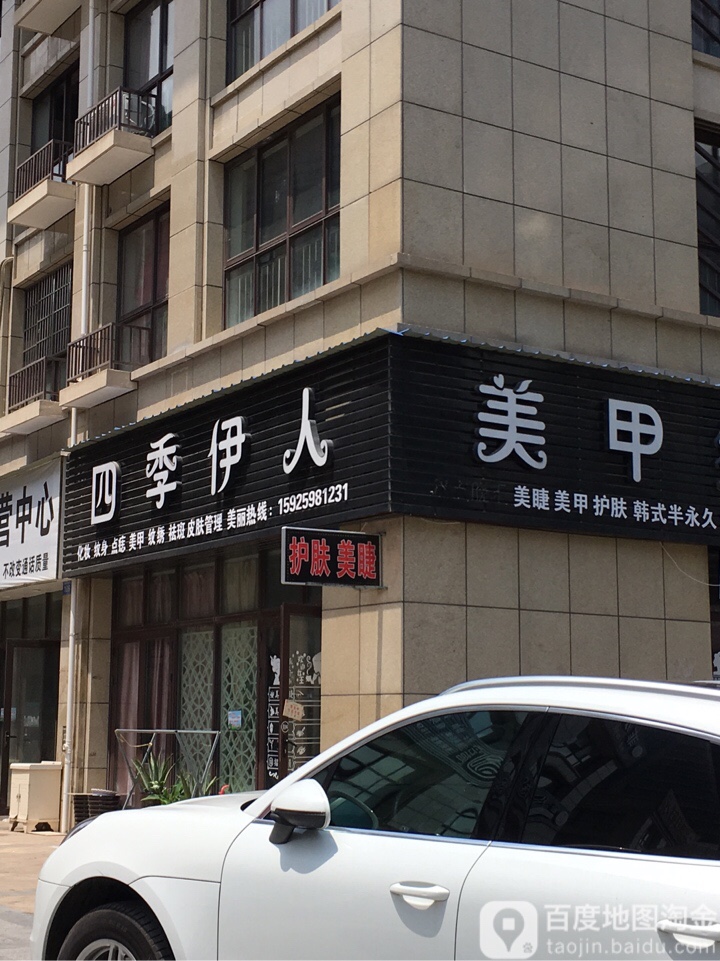 四季伊人
化妆 纹身 点痣 美甲 纹绣 祛斑 皮肤管理 美丽热线：15925981231
美甲
美睫 美甲 护肤 韩式半永久
护肤 美睫
营中心
不改变通话质量
百度地图淘金
taojin.baidu.com